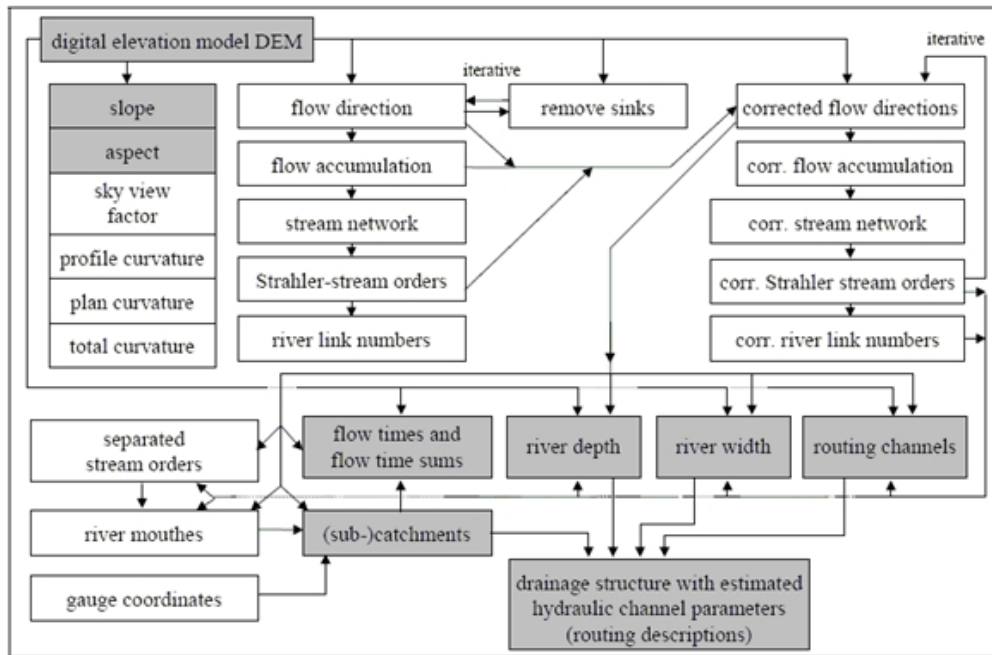 digital elevation model DEM
iterative
iterative
slope
flow direction
remove sinks
corrected flow directions
aspect
flow accumulation
corr. flow accumulation
sky view
factor
stream network
corr. stream network
profile curvature
Strahler-stream orders
corr. Strahler stream orders
plan curvature
total curvature
river link numbers
corr. river link numbers
separated
stream orders
flow times and
flow time sums
river depth
river width
routing channels
river mouthes
(sub-)catchments
gauge coordinates
drainage structure with estimated
hydraulic channel parameters
(routing descriptions)